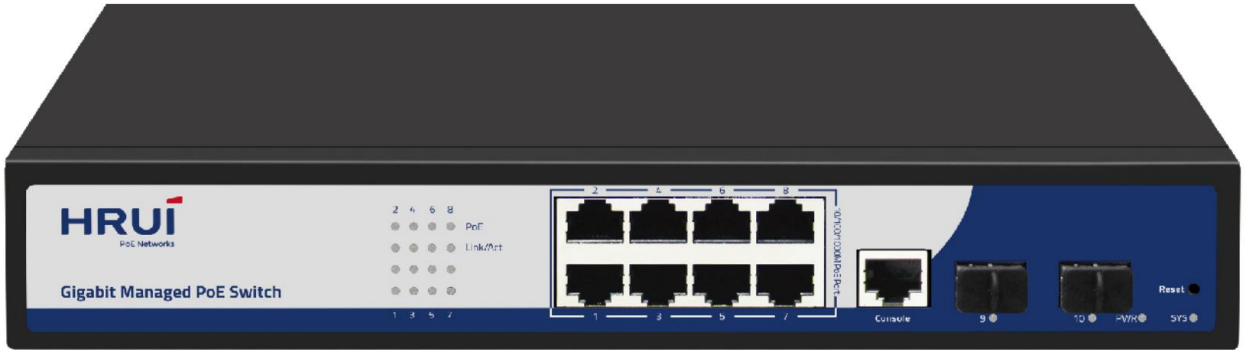 HRUI
PoE Networks
Gigabit Managed PoE Switch
2 4 6 8
PoE
Link/Act
1 3 5 7
2 4 6 8
10/100/1000M PoE Port
1 3 5 7
Console
9
10
PWR
SYS
Reset